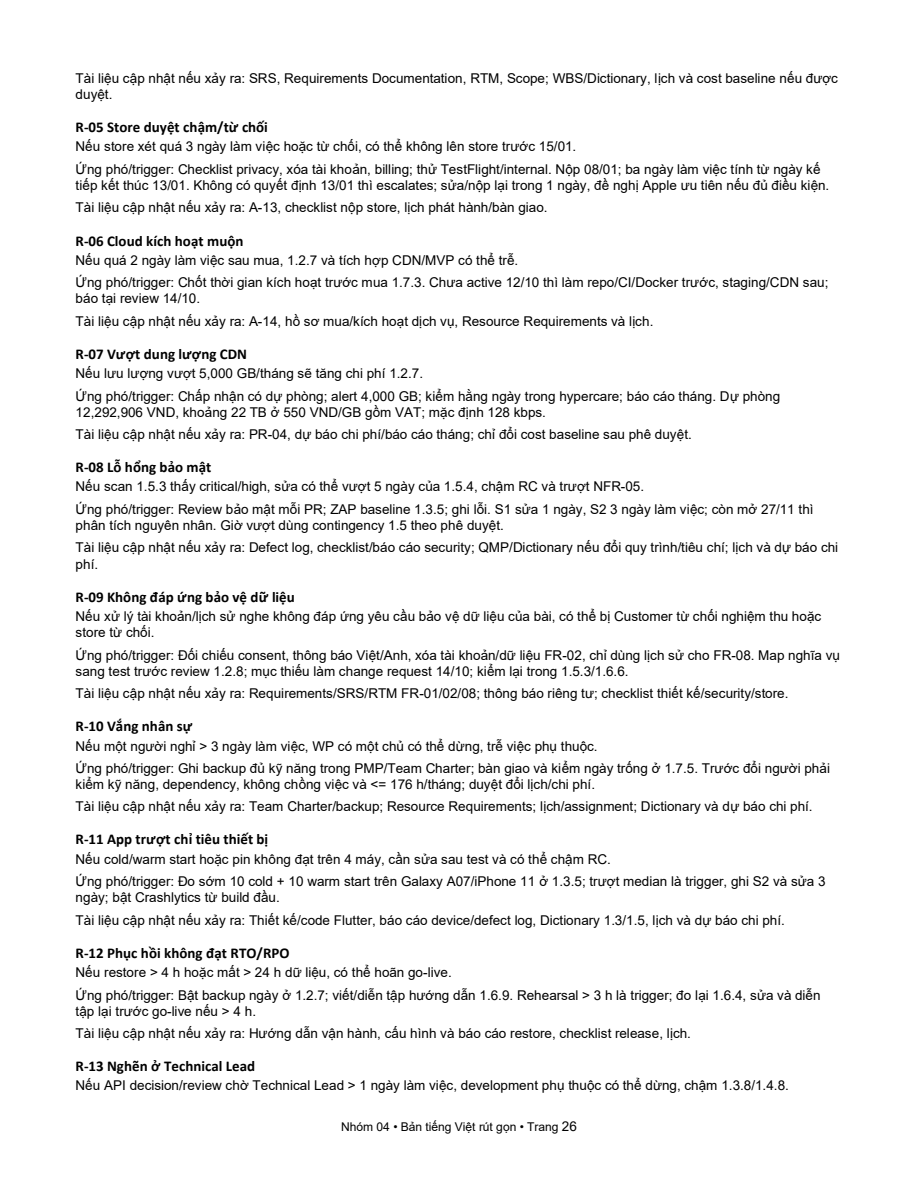 Tài liệu cập nhật nếu xảy ra: SRS, Requirements Documentation, RTM, Scope; WBS/Dictionary, lịch và cost baseline nếu được
duyệt.
R-05 Store duyệt chậm/từ chối
Nếu store xét quá 3 ngày làm việc hoặc từ chối, có thể không lên store trước 15/01.
Ứng phó/trigger: Checklist privacy, xóa tài khoản, billing; thử TestFlight/internal. Nộp 08/01; ba ngày làm việc tính từ ngày kế
tiếp kết thúc 13/01. Không có quyết định 13/01 thì escalates; sửa/nộp lại trong 1 ngày, đề nghị Apple ưu tiên nếu đủ điều kiện.
Tài liệu cập nhật nếu xảy ra: A-13, checklist nộp store, lịch phát hành/bàn giao.
R-06 Cloud kích hoạt muộn
Nếu quá 2 ngày làm việc sau mua, 1.2.7 và tích hợp CDN/MVP có thể trễ.
Ứng phó/trigger: Chốt thời gian kích hoạt trước mua 1.7.3. Chưa active 12/10 thì làm repo/CI/Docker trước, staging/CDN sau;
báo tại review 14/10.
Tài liệu cập nhật nếu xảy ra: A-14, hồ sơ mua/kích hoạt dịch vụ, Resource Requirements và lịch.
R-07 Vượt dung lượng CDN
Nếu lưu lượng vượt 5,000 GB/tháng sẽ tăng chi phí 1.2.7.
Ứng phó/trigger: Chấp nhận có dự phòng; alert 4,000 GB; kiểm hằng ngày trong hypercare; báo cáo tháng. Dự phòng
12,292,906 VND, khoảng 22 TB ở 550 VND/GB gồm VAT; mặc định 128 kbps.
Tài liệu cập nhật nếu xảy ra: PR-04, dự báo chi phí/báo cáo tháng; chỉ đổi cost baseline sau phê duyệt.
R-08 Lỗ hổng bảo mật
Nếu scan 1.5.3 thấy critical/high, sửa có thể vượt 5 ngày của 1.5.4, chậm RC và trượt NFR-05.
Ứng phó/trigger: Review bảo mật mỗi PR; ZAP baseline 1.3.5; ghi lỗi. S1 sửa 1 ngày, S2 3 ngày làm việc; còn mở 27/11 thì
phân tích nguyên nhân. Giờ vượt dùng contingency 1.5 theo phê duyệt.
Tài liệu cập nhật nếu xảy ra: Defect log, checklist/báo cáo security; QMP/Dictionary nếu đổi quy trình/tiêu chí; lịch và dự báo chi
phí.
R-09 Không đáp ứng bảo vệ dữ liệu
Nếu xử lý tài khoản/lịch sử nghe không đáp ứng yêu cầu bảo vệ dữ liệu của bài, có thể bị Customer từ chối nghiệm thu hoặc
store từ chối.
Ứng phó/trigger: Đối chiếu consent, thông báo Việt/Anh, xóa tài khoản/dữ liệu FR-02, chỉ dùng lịch sử cho FR-08. Map nghĩa vụ
sang test trước review 1.2.8; mục thiếu làm change request 14/10; kiểm lại trong 1.5.3/1.6.6.
Tài liệu cập nhật nếu xảy ra: Requirements/SRS/RTM FR-01/02/08; thông báo riêng tư; checklist thiết kế/security/store.
R-10 Vắng nhân sự
Nếu một người nghỉ > 3 ngày làm việc, WP có một chủ có thể dừng, trễ việc phụ thuộc.
Ứng phó/trigger: Ghi backup đủ kỹ năng trong PMP/Team Charter; bàn giao và kiểm ngày trống ở 1.7.5. Trước đổi người phải
kiểm kỹ năng, dependency, không chồng việc và <= 176 h/tháng; duyệt đổi lịch/chi phí.
Tài liệu cập nhật nếu xảy ra: Team Charter/backup; Resource Requirements; lịch/assignment; Dictionary và dự báo chi phí.
R-11 App trượt chỉ tiêu thiết bị
Nếu cold/warm start hoặc pin không đạt trên 4 máy, cần sửa sau test và có thể chậm RC.
Ứng phó/trigger: Đo sớm 10 cold + 10 warm start trên Galaxy A07/iPhone 11 ở 1.3.5; trượt median là trigger, ghi S2 và sửa 3
ngày; bật Crashlytics từ build đầu.
Tài liệu cập nhật nếu xảy ra: Thiết kế/code Flutter, báo cáo device/defect log, Dictionary 1.3/1.5, lịch và dự báo chi phí.
R-12 Phục hồi không đạt RTO/RPO
Nếu restore > 4 h hoặc mất > 24 h dữ liệu, có thể hoãn go-live.
Ứng phó/trigger: Bật backup ngày ở 1.2.7; viết/diễn tập hướng dẫn 1.6.9. Rehearsal > 3 h là trigger; đo lại 1.6.4, sửa và diễn
tập lại trước go-live nếu > 4 h.
Tài liệu cập nhật nếu xảy ra: Hướng dẫn vận hành, cấu hình và báo cáo restore, checklist release, lịch.
R-13 Nghẽn ở Technical Lead
Nếu API decision/review chờ Technical Lead > 1 ngày làm việc, development phụ thuộc có thể dừng, chậm 1.3.8/1.4.8.
Nhóm 04 • Bản tiếng Việt rút gọn • Trang 26